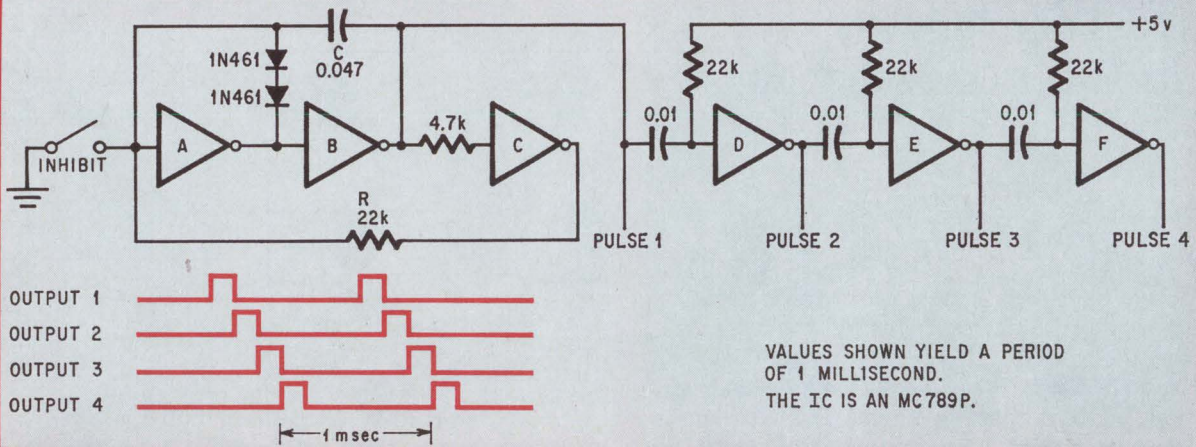 +5v
1N461
C
0.047
1N461
22k
22k
22k
4.7k
0.01
0.01
0.01
A
B
C
D
E
F
INHIBIT
R
22k
PULSE 1
PULSE 2
PULSE 3
PULSE 4
OUTPUT 1
OUTPUT 2
OUTPUT 3
OUTPUT 4
1 msec
VALUES SHOWN YIELD A PERIOD
OF 1 MILLISECOND.
THE IC IS AN MC789P.